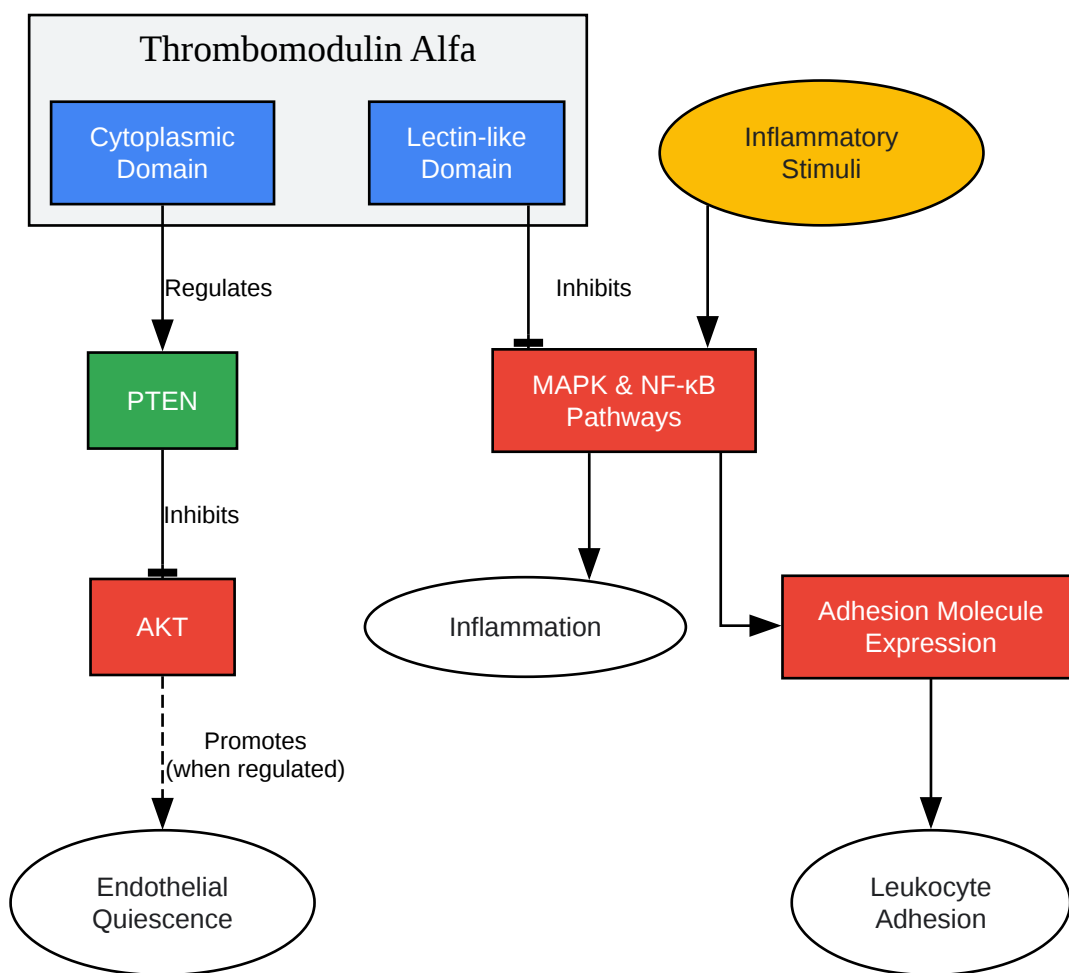 Thrombomodulin Alfa
Cytoplasmic
Domain
Lectin-like
Domain
Inflammatory
Stimuli
Regulates
Inhibits
PTEN
MAPK & NF-κB
Pathways
Inhibits
AKT
Inflammation
Adhesion Molecule
Expression
Promotes
(when regulated)
Endothelial
Quiescence
Leukocyte
Adhesion